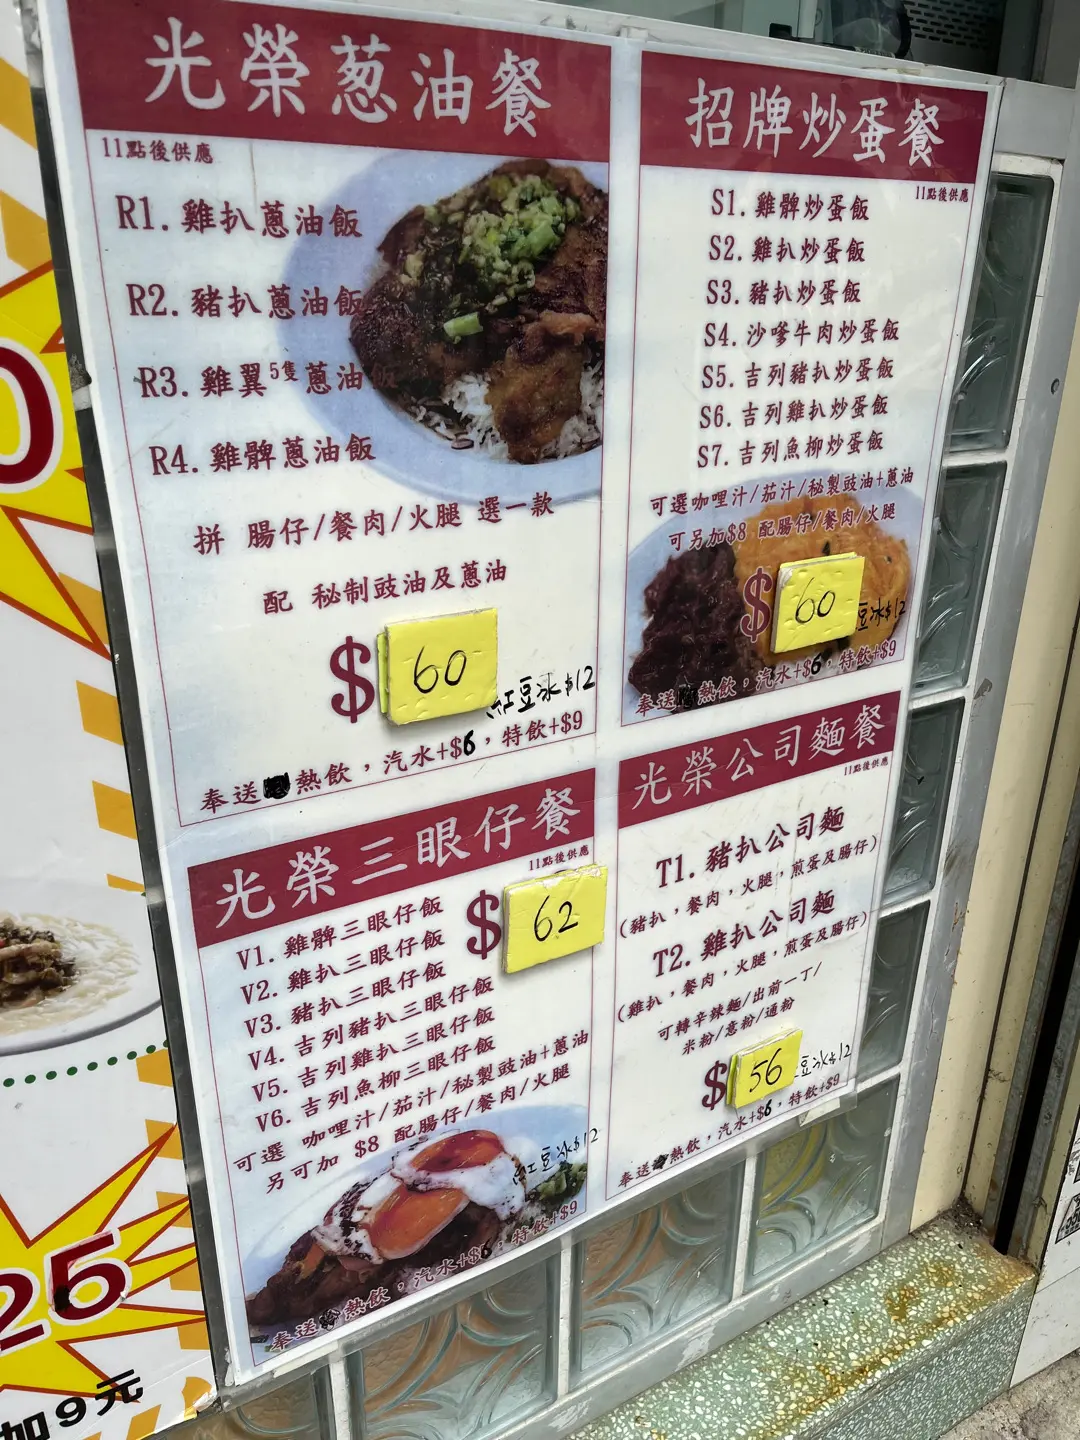 光榮葱油餐
11點後供應
R1. 雞扒蔥油飯
R2. 豬扒蔥油飯
R3. 雞翼5隻蔥油飯
R4. 雞髀蔥油飯
拼 腸仔/餐肉/火腿 選一款
配 秘制豉油及蔥油
$60
紅豆冰$12
奉送熱飲，汽水+$6，特飲+$9
招牌炒蛋餐
11點後供應
S1. 雞髀炒蛋飯
S2. 雞扒炒蛋飯
S3. 豬扒炒蛋飯
S4. 沙嗲牛肉炒蛋飯
S5. 吉列豬扒炒蛋飯
S6. 吉列雞扒炒蛋飯
S7. 吉列魚柳炒蛋飯
可選咖哩汁/茄汁/秘製豉油+蔥油
可另加$8 配腸仔/餐肉/火腿
$60
豆冰$12
奉送熱飲，汽水+$6，特飲+$9
光榮三眼仔餐
11點後供應
$62
V1. 雞髀三眼仔飯
V2. 雞扒三眼仔飯
V3. 豬扒三眼仔飯
V4. 吉列豬扒三眼仔飯
V5. 吉列雞扒三眼仔飯
V6. 吉列魚柳三眼仔飯
可選 咖哩汁/茄汁/秘製豉油+蔥油
另可加 $8 配腸仔/餐肉/火腿
紅豆冰$12
奉送熱飲，汽水+$6，特飲+$9
光榮公司麵餐
11點後供應
T1. 豬扒公司麵
(豬扒，餐肉，火腿，煎蛋及腸仔)
T2. 雞扒公司麵
(雞扒，餐肉，火腿，煎蛋及腸仔)
可轉辛辣麵/出前一丁/
米粉/意粉/通粉
$56
豆冰$12
奉送熱飲，汽水+$6，特飲+$9
0
25
加9元